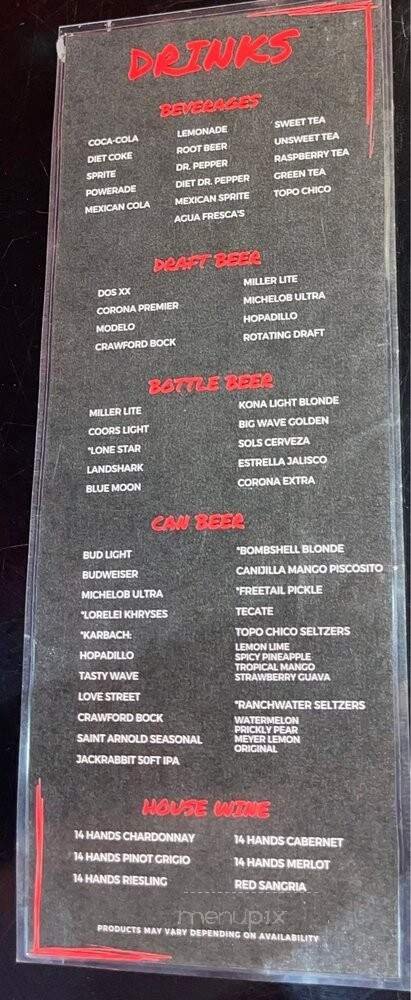 DRINKS
BEVERAGES
COCA-COLA
DIET COKE
SPRITE
POWERADE
MEXICAN COLA
LEMONADE
ROOT BEER
DR. PEPPER
DIET DR. PEPPER
MEXICAN SPRITE
AGUA FRESCA'S
SWEET TEA
UNSWEET TEA
RASPBERRY TEA
GREEN TEA
TOPO CHICO
DRAFT BEER
DOS XX
CORONA PREMIER
MODELO
CRAWFORD BOCK
MILLER LITE
MICHELOB ULTRA
HOPADILLO
ROTATING DRAFT
BOTTLE BEER
MILLER LITE
COORS LIGHT
*LONE STAR
LANDSHARK
BLUE MOON
KONA LIGHT BLONDE
BIG WAVE GOLDEN
SOLS CERVEZA
ESTRELLA JALISCO
CORONA EXTRA
CAN BEER
BUD LIGHT
BUDWEISER
MICHELOB ULTRA
*LORELEI KHRYSES
*KARBACH:
HOPADILLO
TASTY WAVE
LOVE STREET
CRAWFORD BOCK
SAINT ARNOLD SEASONAL
JACKRABBIT 50FT IPA
*BOMBSHELL BLONDE
CANIJILLA MANGO PISCOSITO
*FREETAIL PICKLE
TECATE
TOPO CHICO SELTZERS
LEMON LIME
SPICY PINEAPPLE
TROPICAL MANGO
STRAWBERRY GUAVA
*RANCHWATER SELTZERS
WATERMELON
PRICKLY PEAR
MEYER LEMON
ORIGINAL
HOUSE WINE
14 HANDS CHARDONNAY
14 HANDS PINOT GRIGIO
14 HANDS RIESLING
14 HANDS CABERNET
14 HANDS MERLOT
RED SANGRIA
menupix
PRODUCTS MAY VARY DEPENDING ON AVAILABILITY